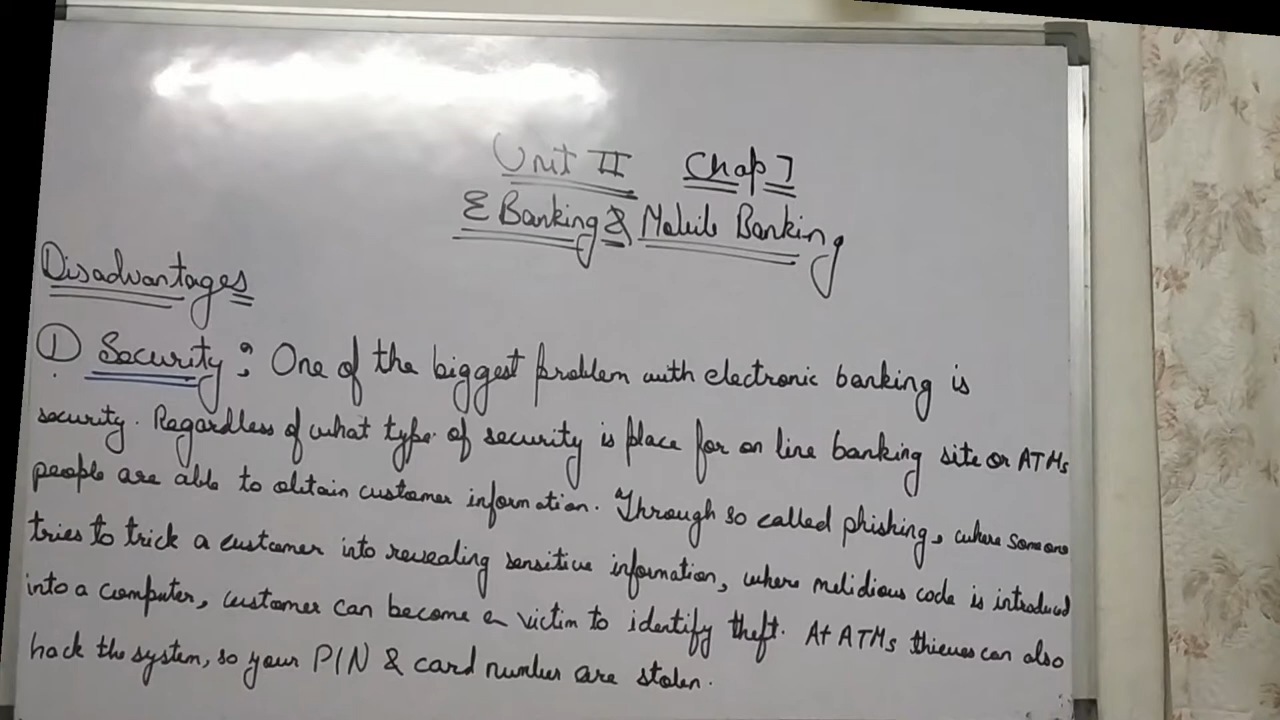 Unit II Chap 7
E Banking & Mobile Banking
Disadvantages
① Security : One of the biggest problem with electronic banking is
security. Regardless of what type of security is place for on line banking site or ATMs
people are able to obtain customer information. Through so called phishing, where someone
tries to trick a customer into revealing sensitive information, where melidious code is introduced
into a computer, customer can become a victim to identify theft. At ATMs thieves can also
hack the system, so your PIN & card number are stolen.